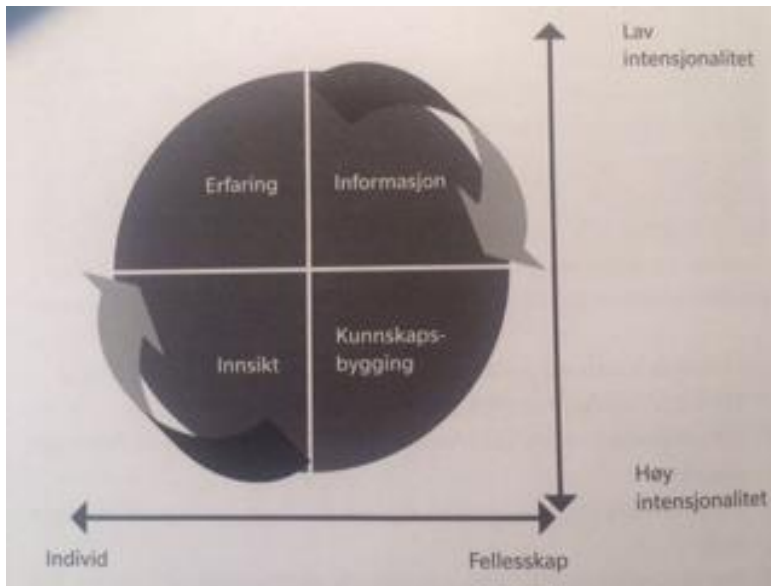 Lav
intensjonalitet
Erfaring
Informasjon
Innsikt
Kunnskaps-
bygging
Høy
intensjonalitet
Individ
Fellesskap